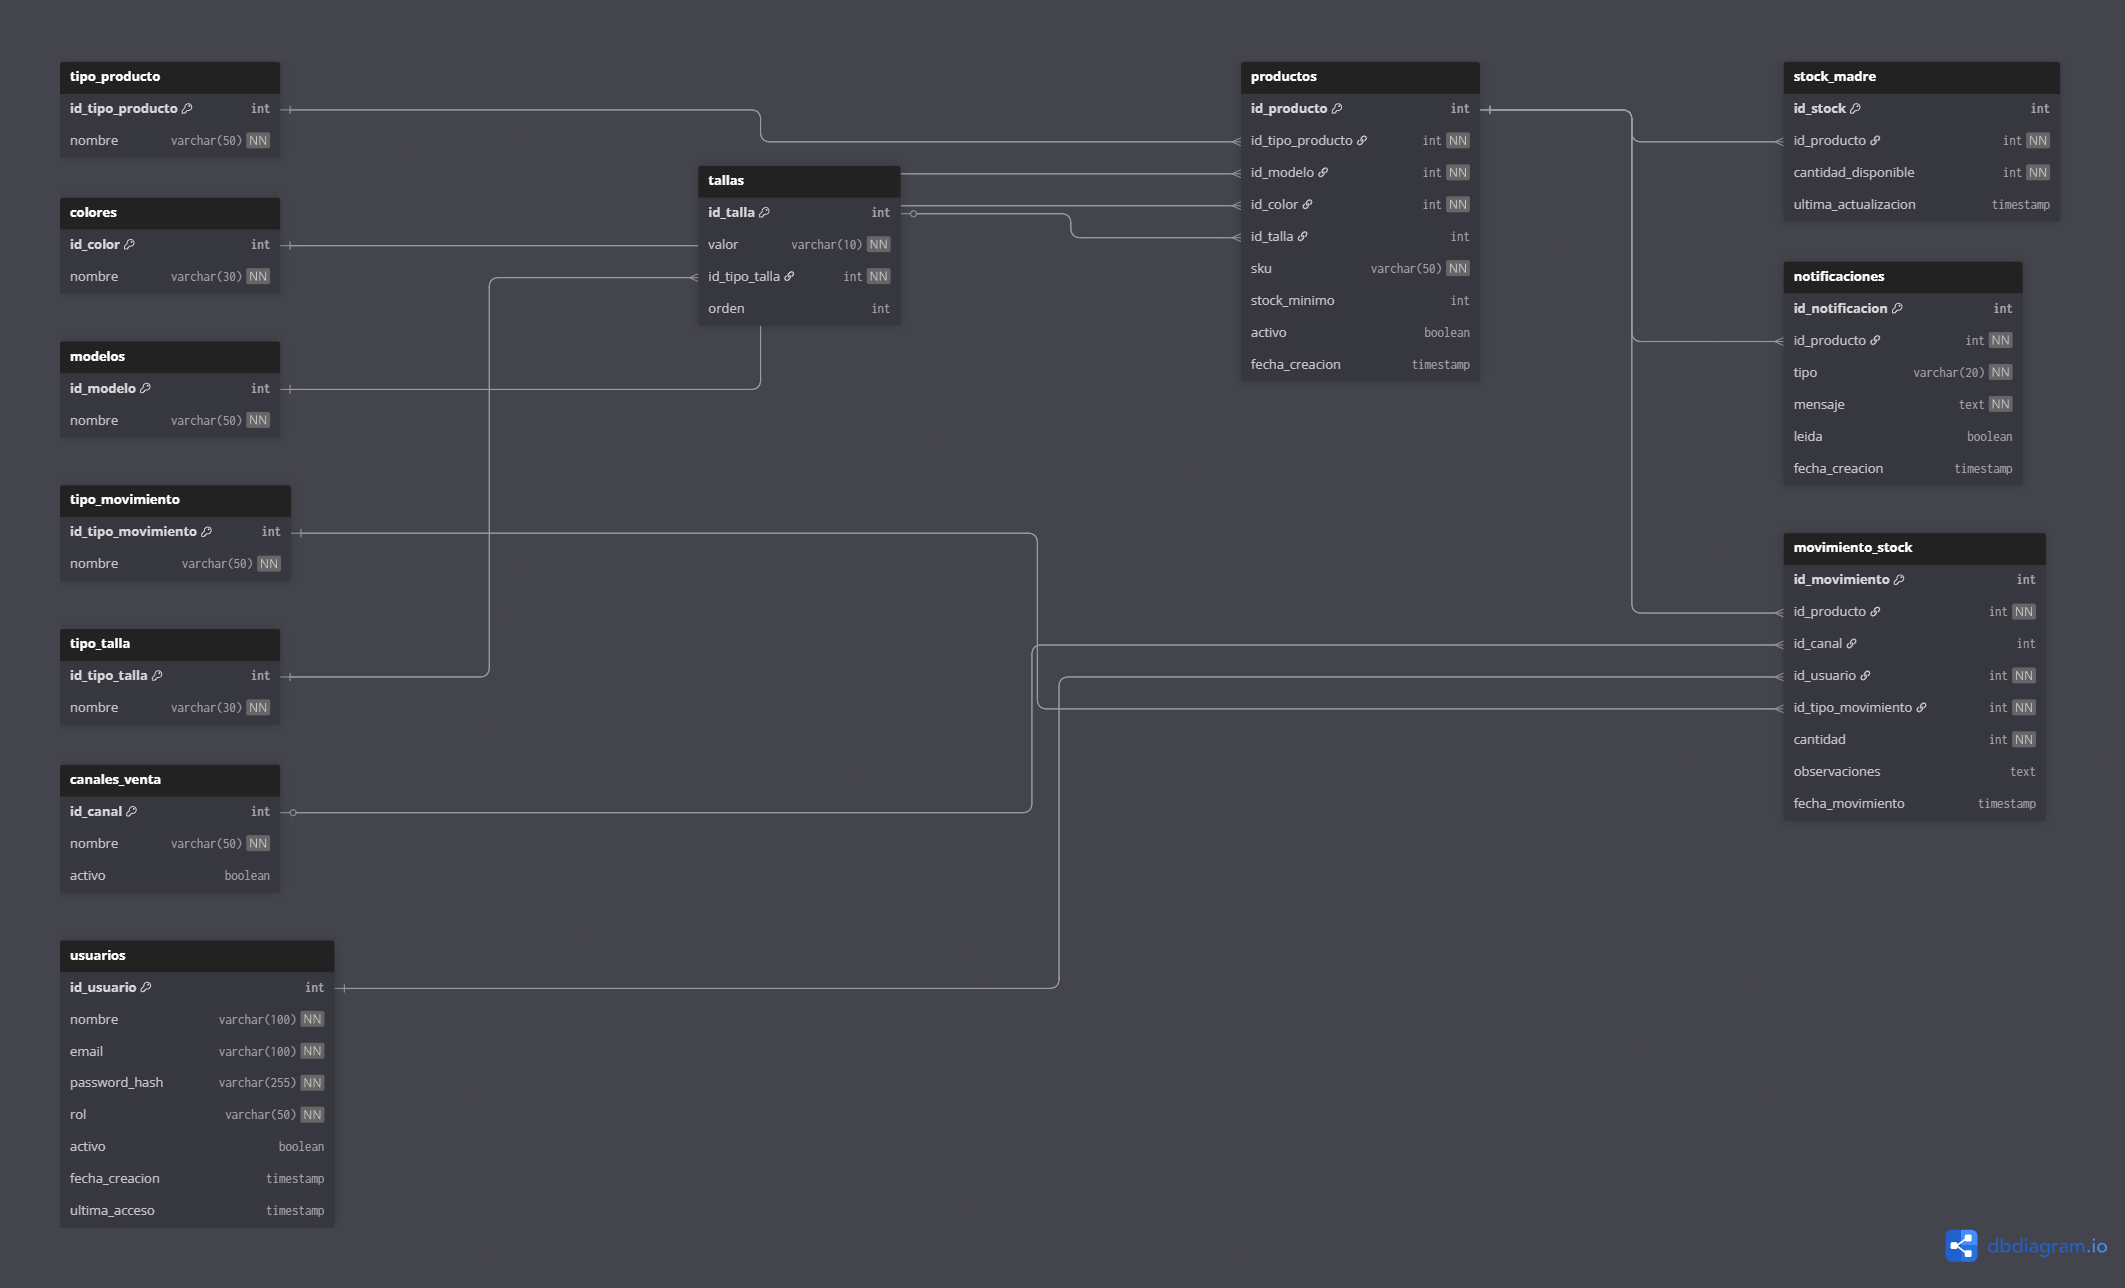 tipo_producto
id_tipo_producto int
nombre varchar(50) NN
colores
id_color int
nombre varchar(30) NN
modelos
id_modelo int
nombre varchar(50) NN
tipo_movimiento
id_tipo_movimiento int
nombre varchar(50) NN
tipo_talla
id_tipo_talla int
nombre varchar(30) NN
canales_venta
id_canal int
nombre varchar(50) NN
activo boolean
usuarios
id_usuario int
nombre varchar(100) NN
email varchar(100) NN
password_hash varchar(255) NN
rol varchar(50) NN
activo boolean
fecha_creacion timestamp
ultima_acceso timestamp
tallas
id_talla int
valor varchar(10) NN
id_tipo_talla int NN
orden int
productos
id_producto int
id_tipo_producto int NN
id_modelo int NN
id_color int NN
id_talla int
sku varchar(50) NN
stock_minimo int
activo boolean
fecha_creacion timestamp
stock_madre
id_stock int
id_producto int NN
cantidad_disponible int NN
ultima_actualizacion timestamp
notificaciones
id_notificacion int
id_producto int NN
tipo varchar(20) NN
mensaje text NN
leida boolean
fecha_creacion timestamp
movimiento_stock
id_movimiento int
id_producto int NN
id_canal int
id_usuario int NN
id_tipo_movimiento int NN
cantidad int NN
observaciones text
fecha_movimiento timestamp
dbdiagram.io